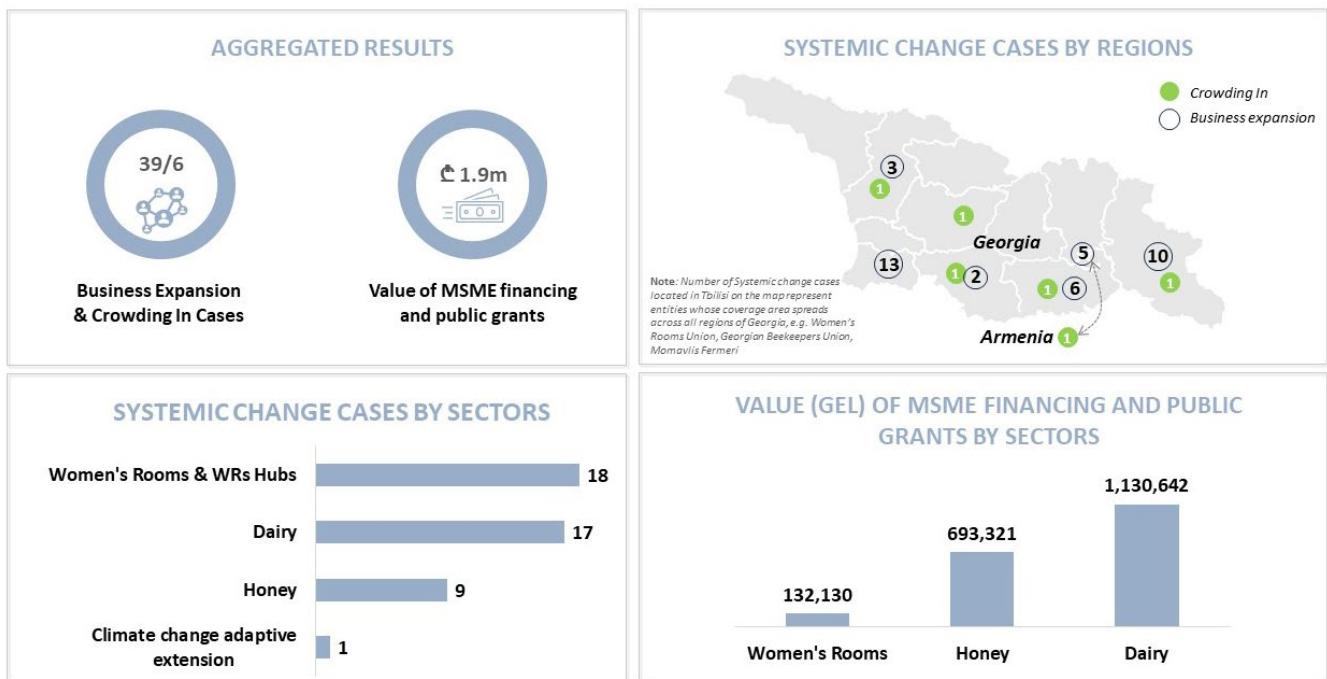 AGGREGATED RESULTS
39/6
₾ 1.9m
Business Expansion
& Crowding In Cases
Value of MSME financing
and public grants
SYSTEMIC CHANGE CASES BY REGIONS
Crowding In
Business expansion
3
1
1
Georgia
13
1
2
5
10
1
6
1
Armenia 1
Note: Number of Systemic change cases
located in Tbilisi on the map represent
entities whose coverage area spreads
across all regions of Georgia, e.g. Women's
Rooms Union, Georgian Beekeepers Union,
Momavlis Fermeri
SYSTEMIC CHANGE CASES BY SECTORS
Women's Rooms & WRs Hubs 18
Dairy 17
Honey 9
Climate change adaptive
extension 1
VALUE (GEL) OF MSME FINANCING AND PUBLIC
GRANTS BY SECTORS
132,130
693,321
1,130,642
Women's Rooms
Honey
Dairy